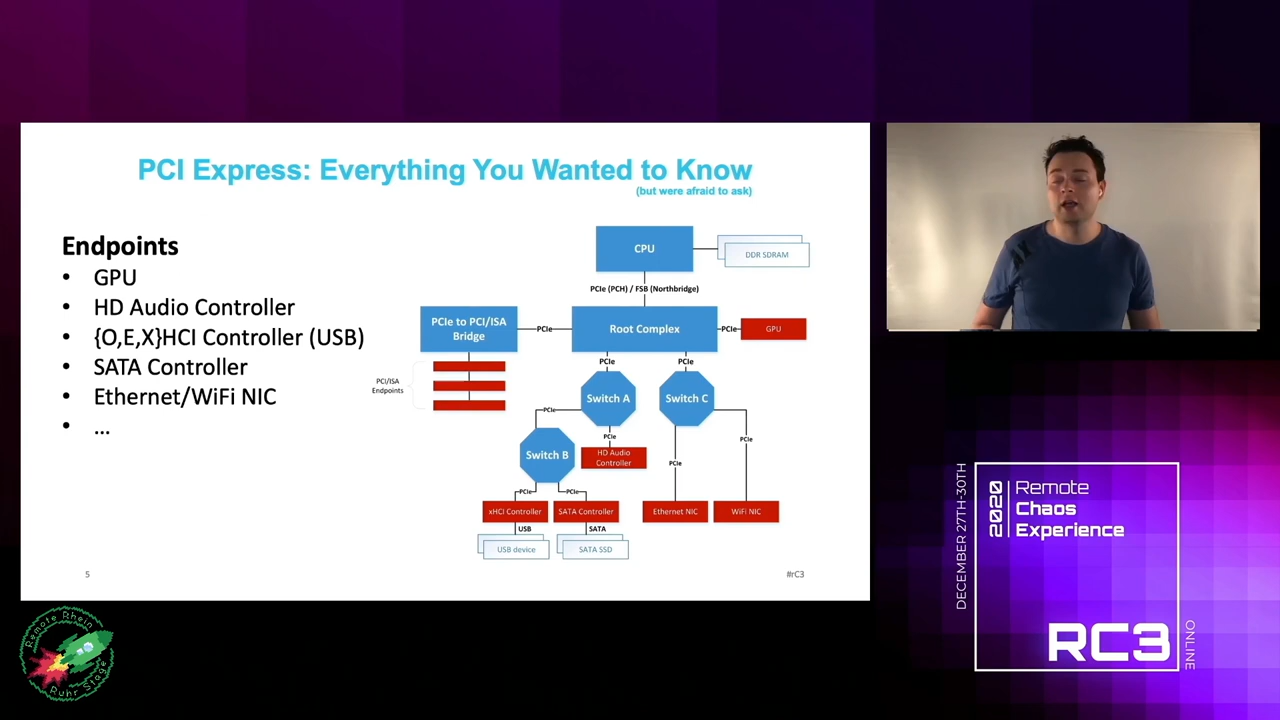 PCI Express: Everything You Wanted to Know
(but were afraid to ask)
Endpoints
• GPU
• HD Audio Controller
• {O,E,X}HCI Controller (USB)
• SATA Controller
• Ethernet/WiFi NIC
• ...
CPU
DDR SDRAM
PCIe (PCH) / FSB (Northbridge)
PCIe to PCI/ISA
Bridge
PCIe
Root Complex
PCIe
GPU
PCIe
PCIe
PCI/ISA
Endpoints
Switch A
Switch C
PCIe
PCIe
PCIe
Switch B
HD Audio
Controller
PCIe
PCIe
PCIe
xHCI Controller
SATA Controller
Ethernet NIC
WiFi NIC
USB
SATA
USB device
SATA SSD
5
#rC3
Remote Rhein
Ruhr Stage
DECEMBER 27TH-30TH
2020
Remote
Chaos
Experience
RC3
ONLINE